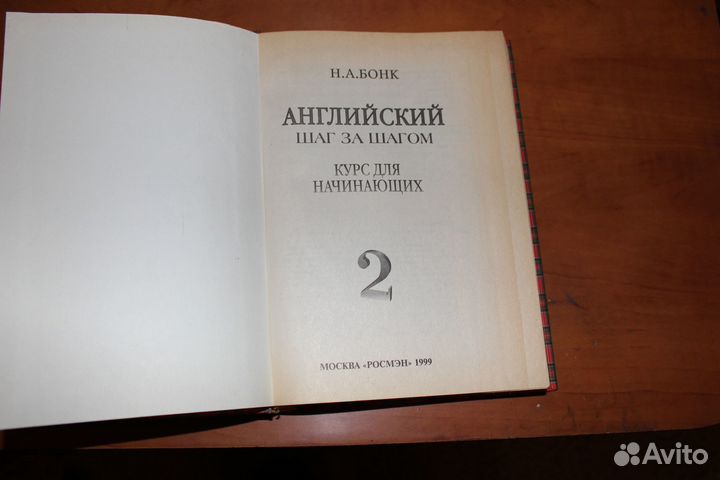 Н.А.БОНК
АНГЛИЙСКИЙ
ШАГ ЗА ШАГОМ
КУРС ДЛЯ
НАЧИНАЮЩИХ
2
МОСКВА «РОСМЭН» 1999
Avito